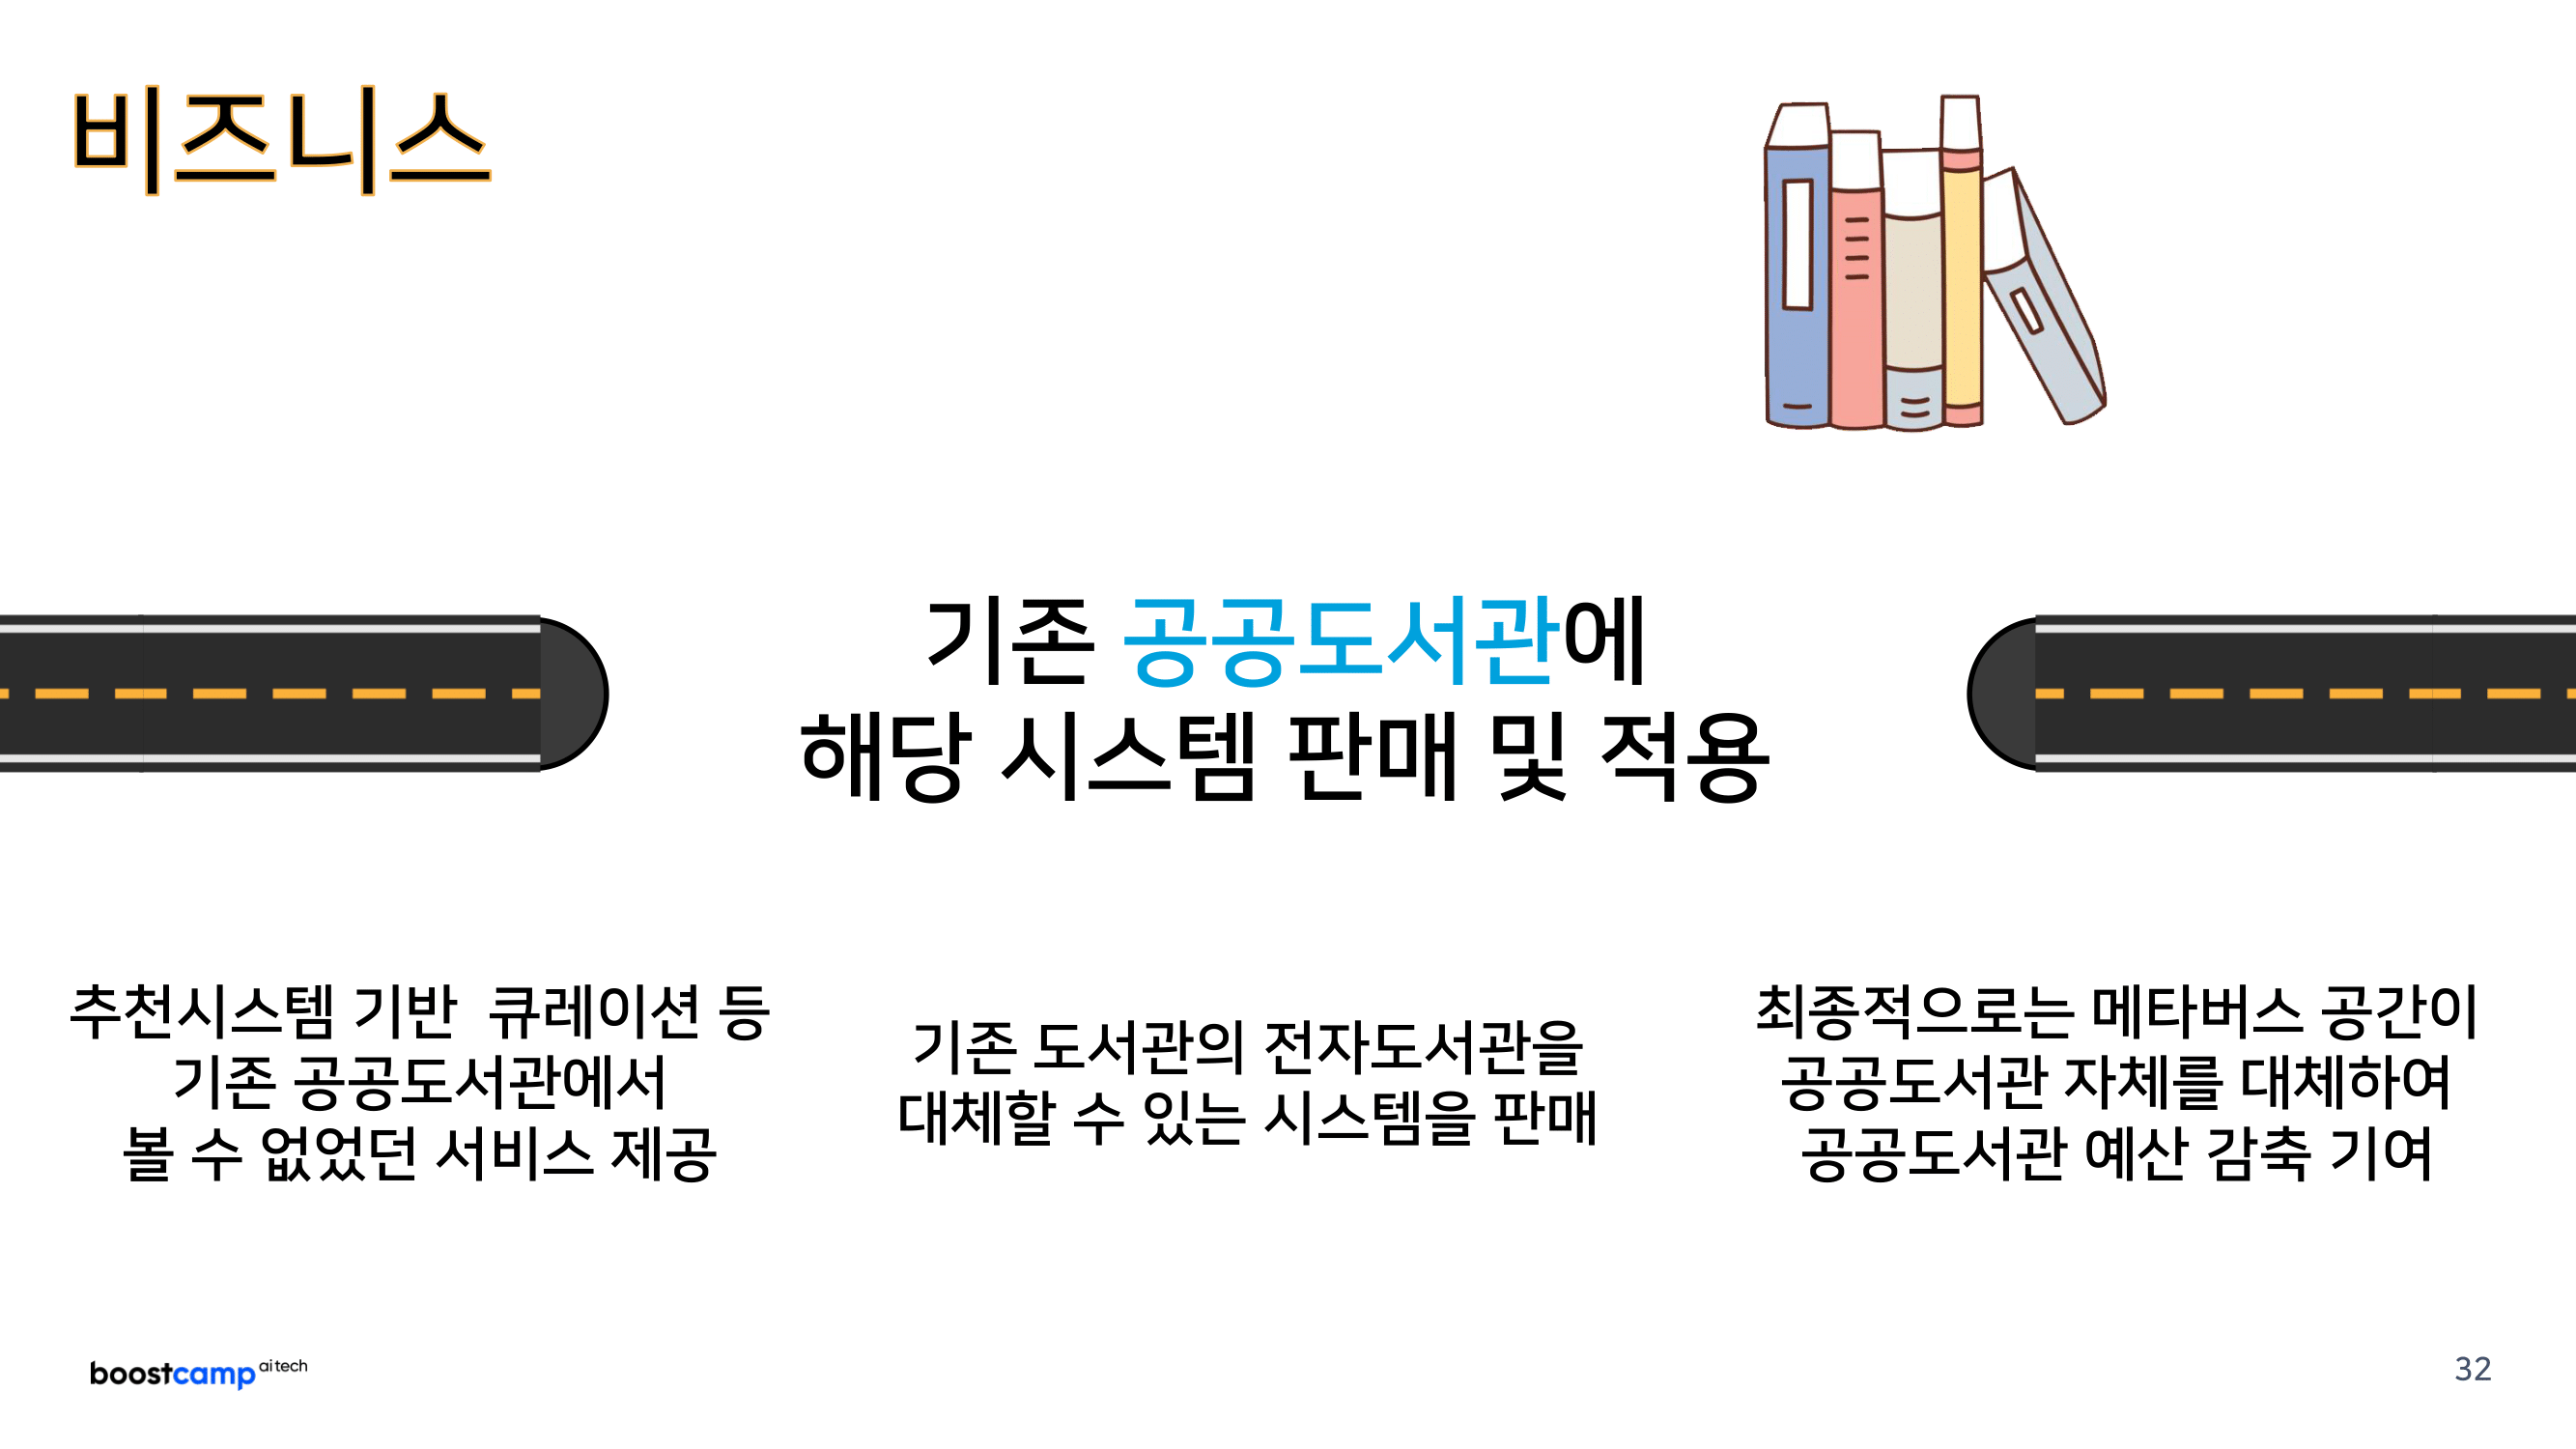 비즈니스
기존 공공도서관에
해당 시스템 판매 및 적용
추천시스템 기반 큐레이션 등
기존 공공도서관에서
볼 수 없었던 서비스 제공
기존 도서관의 전자도서관을
대체할 수 있는 시스템을 판매
최종적으로는 메타버스 공간이
공공도서관 자체를 대체하여
공공도서관 예산 감축 기여
boostcamp ai tech
32